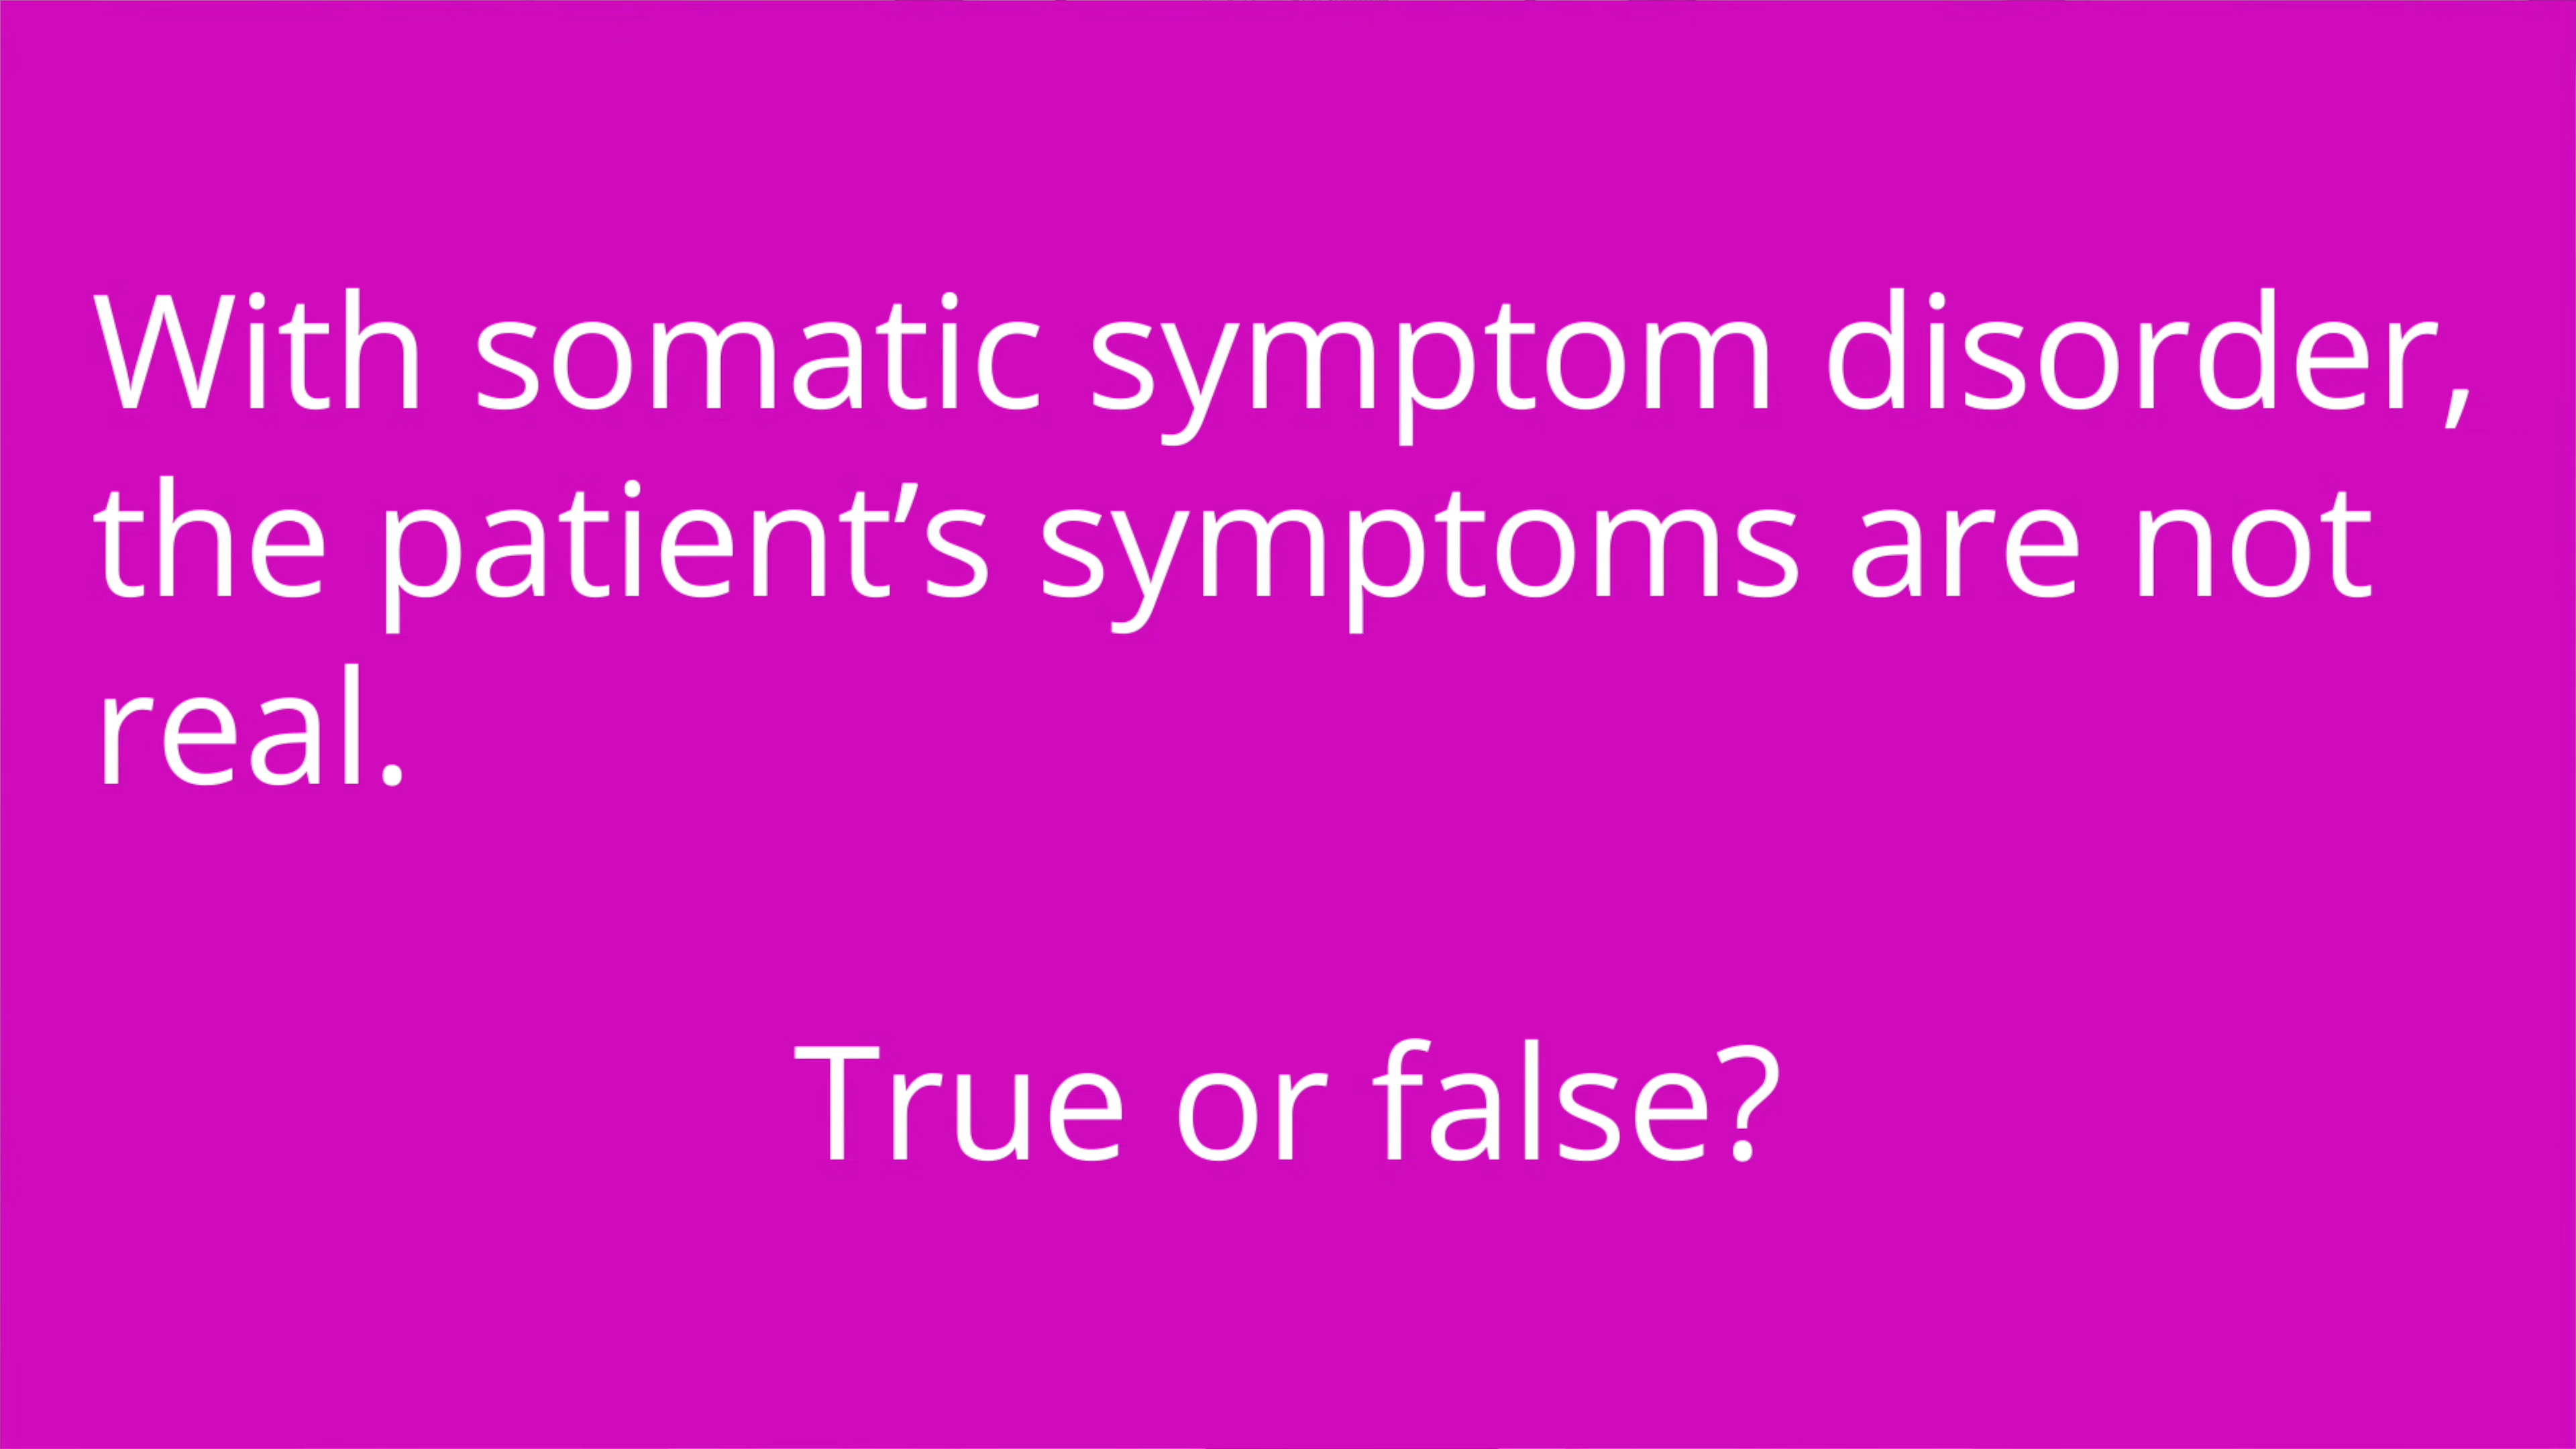 With somatic symptom disorder,
the patient’s symptoms are not
real.
True or false?